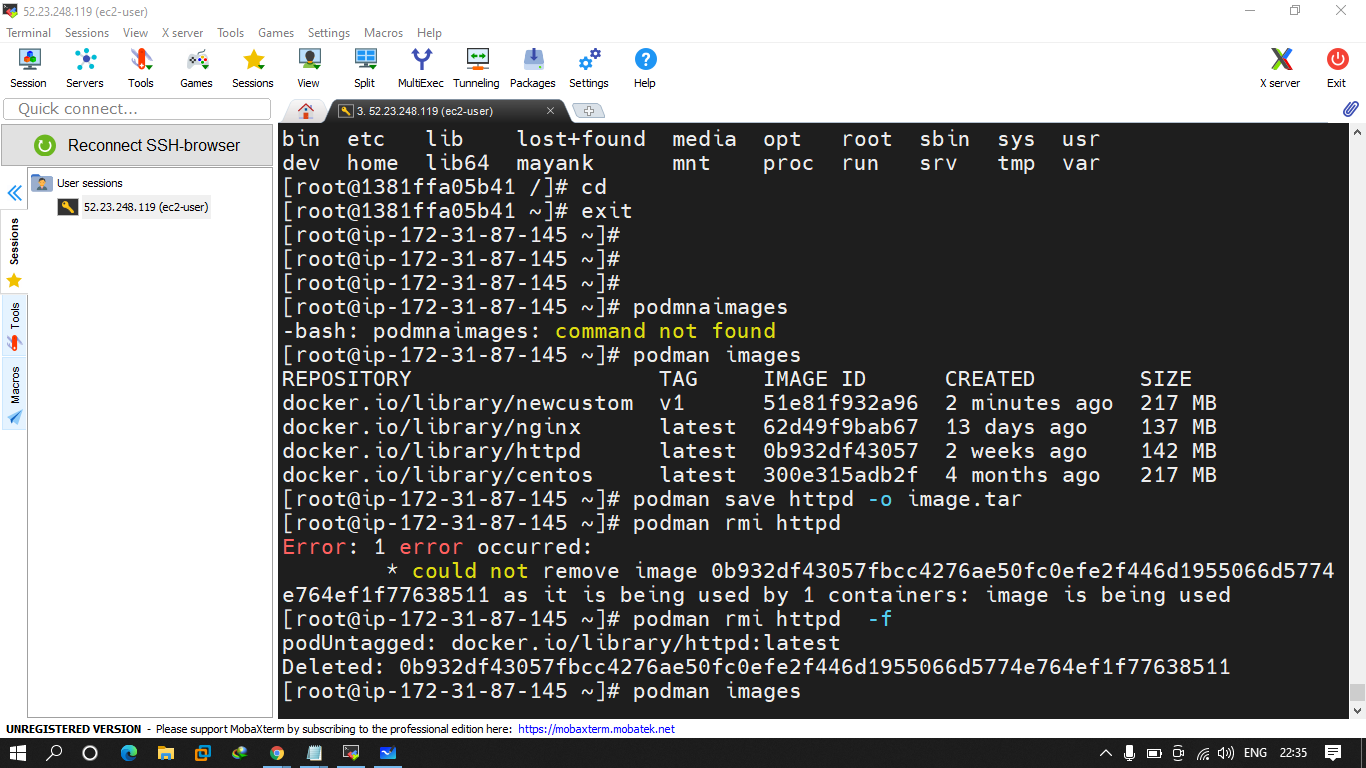 52.23.248.119 (ec2-user)
Terminal Sessions View X server Tools Games Settings Macros Help
Session Servers Tools Games Sessions View Split MultiExec Tunneling Packages Settings Help X server Exit
Quick connect...
3. 52.23.248.119 (ec2-user)
Reconnect SSH-browser
User sessions
52.23.248.119 (ec2-user)
Sessions
Tools
Macros
bin etc lib lost+found media opt root sbin sys usr
dev home lib64 mayank mnt proc run srv tmp var
[root@1381ffa05b41 /]# cd
[root@1381ffa05b41 ~]# exit
[root@ip-172-31-87-145 ~]#
[root@ip-172-31-87-145 ~]#
[root@ip-172-31-87-145 ~]#
[root@ip-172-31-87-145 ~]# podmnaimages
-bash: podmnaimages: command not found
[root@ip-172-31-87-145 ~]# podman images
REPOSITORY TAG IMAGE ID CREATED SIZE
docker.io/library/newcustom v1 51e81f932a96 2 minutes ago 217 MB
docker.io/library/nginx latest 62d49f9bab67 13 days ago 137 MB
docker.io/library/httpd latest 0b932df43057 2 weeks ago 142 MB
docker.io/library/centos latest 300e315adb2f 4 months ago 217 MB
[root@ip-172-31-87-145 ~]# podman save httpd -o image.tar
[root@ip-172-31-87-145 ~]# podman rmi httpd
Error: 1 error occurred:
* could not remove image 0b932df43057fbcc4276ae50fc0efe2f446d1955066d5774
e764ef1f77638511 as it is being used by 1 containers: image is being used
[root@ip-172-31-87-145 ~]# podman rmi httpd -f
podUntagged: docker.io/library/httpd:latest
Deleted: 0b932df43057fbcc4276ae50fc0efe2f446d1955066d5774e764ef1f77638511
[root@ip-172-31-87-145 ~]# podman images
UNREGISTERED VERSION - Please support MobaXterm by subscribing to the professional edition here: https://mobaxterm.mobatek.net
ENG 22:35